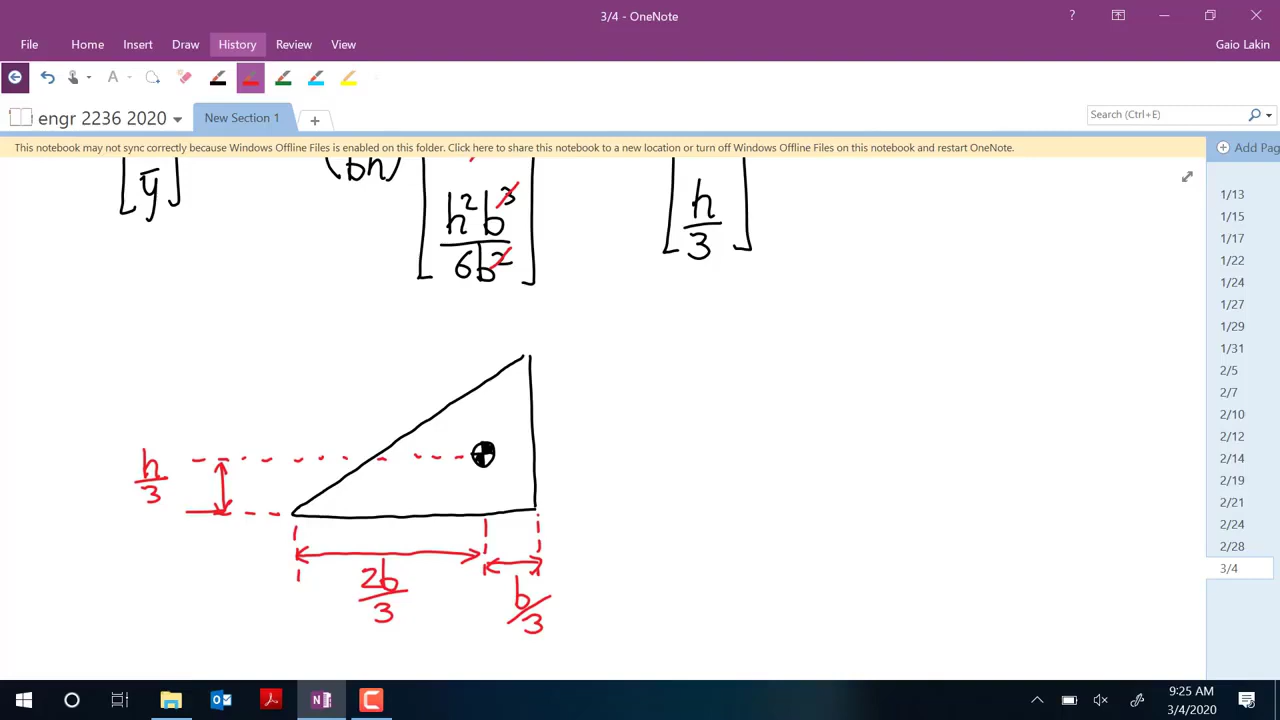 3/4 - OneNote
?
File Home Insert Draw History Review View
Gaio Lakin
A
engr 2236 2020
New Section 1
+
Search (Ctrl+E)
This notebook may not sync correctly because Windows Offline Files is enabled on this folder. Click here to share this notebook to a new location or turn off Windows Offline Files on this notebook and restart OneNote.
Add Pag
1/13
1/15
1/17
1/22
1/24
1/27
1/29
1/31
2/5
2/7
2/10
2/12
2/14
2/19
2/21
2/24
2/28
3/4
ȳ
(bh)
h²b³
6b²
h
3
h
3
2b
3
b
3
9:25 AM
3/4/2020